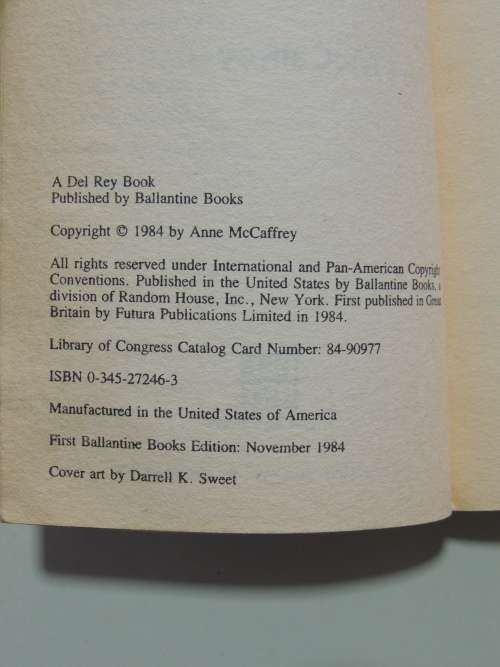 A Del Rey Book
Published by Ballantine Books
Copyright © 1984 by Anne McCaffrey
All rights reserved under International and Pan-American Copyright
Conventions. Published in the United States by Ballantine Books, a
division of Random House, Inc., New York. First published in Great
Britain by Futura Publications Limited in 1984.
Library of Congress Catalog Card Number: 84-90977
ISBN 0-345-27246-3
Manufactured in the United States of America
First Ballantine Books Edition: November 1984
Cover art by Darrell K. Sweet